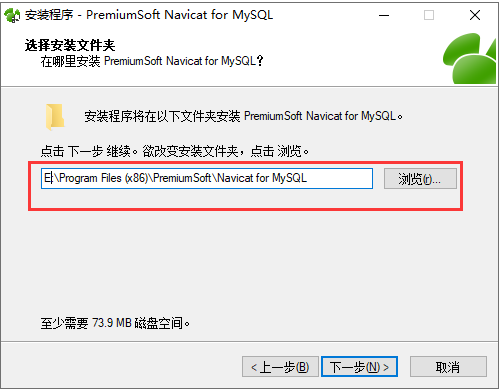 安装程序 - PremiumSoft Navicat for MySQL
选择安装文件夹
在哪里安装 PremiumSoft Navicat for MySQL?
安装程序将在以下文件夹安装 PremiumSoft Navicat for MySQL。
点击 下一步 继续。欲改变安装文件夹，点击 浏览。
E:\Program Files (x86)\PremiumSoft\Navicat for MySQL
浏览(r)...
至少需要 73.9 MB 磁盘空间。
< 上一步(B)
下一步(N) >
取消